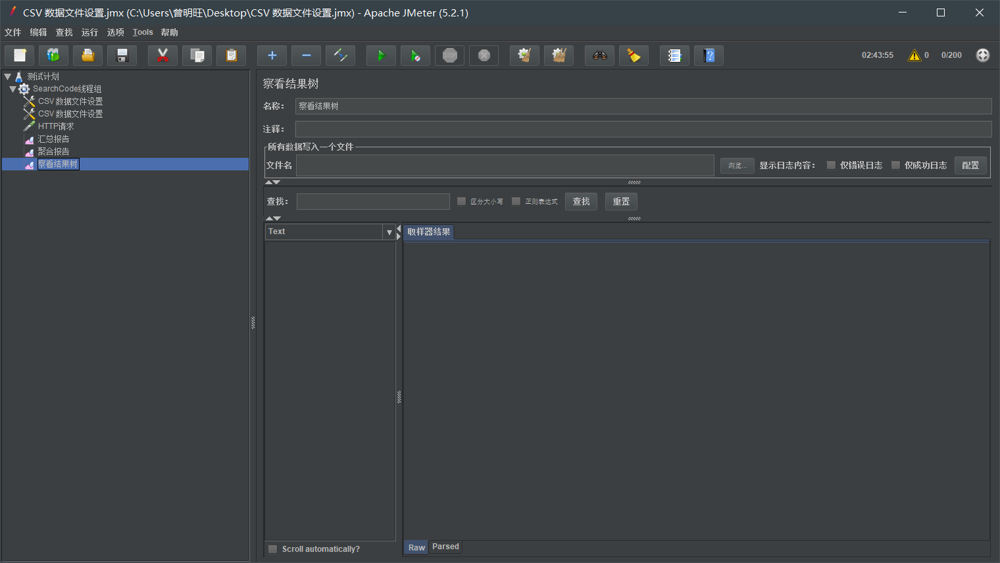 CSV 数据文件设置.jmx (C:\Users\曾明旺\Desktop\CSV 数据文件设置.jmx) - Apache JMeter (5.2.1)
文件 编辑 查找 运行 选项 Tools 帮助
02:43:55 0 0/200
测试计划
SearchCode线程组
CSV 数据文件设置
CSV 数据文件设置
HTTP请求
汇总报告
聚合报告
察看结果树
察看结果树
名称： 察看结果树
注释：
所有数据写入一个文件
文件名 浏览... 显示日志内容： 仅错误日志 仅成功日志 配置
查找： 区分大小写 正则表达式 查找 重置
Text 取样器结果
Scroll automatically? Raw Parsed